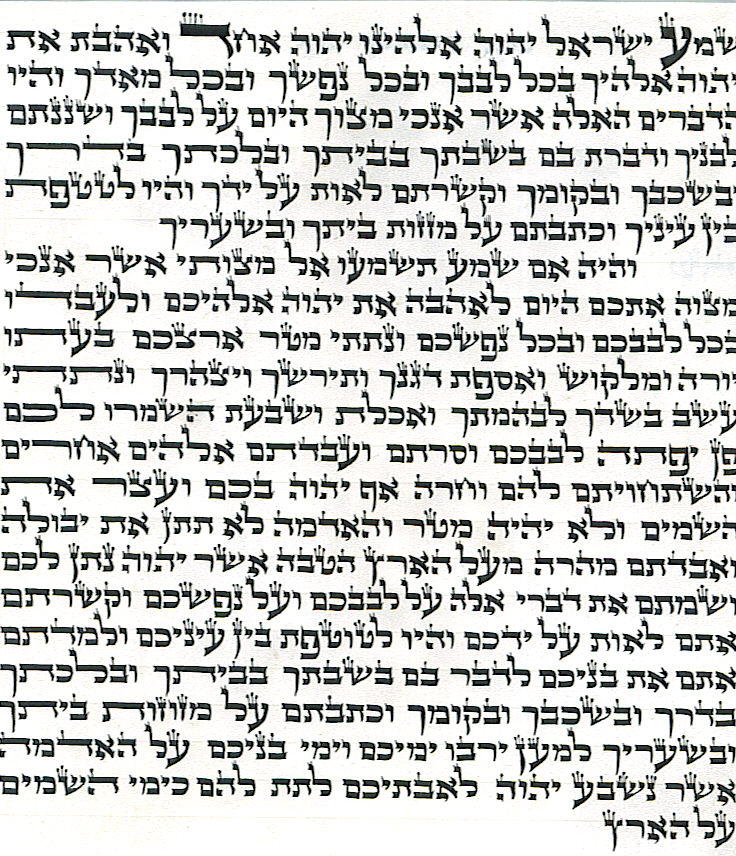 שמע ישראל יהוה אלהינו יהוה אחד ואהבת את
יהוה אלהיך בכל לבבך ובכל נפשך ובכל מאדך והיו
הדברים האלה אשר אנכי מצוך היום על לבבך ושננתם
לבניך ודברת בם בשבתך בביתך ובלכתך בדרך
ובשכבך ובקומך וקשרתם לאות על ידך והיו לטטפת
בין עיניך וכתבתם על מזזות ביתך ובשעריך
והיה אם שמע תשמעו אל מצותי אשר אנכי
מצוה אתכם היום לאהבה את יהוה אלהיכם ולעבדו
בכל לבבכם ובכל נפשכם ונתתי מטר ארצכם בעתו
יורה ומלקוש ואספת דגנך ותירשך ויצהרך ונתתי
עשב בשדך לבהמתך ואכלת ושבעת השמרו לכם
פן יפתה לבבכם וסרתם ועבדתם אלהים אחרים
והשתחויתם להם וחרה אף יהוה בכם ועצר את
השמים ולא יהיה מטר והאדמה לא תתן את יבולה
ואבדתם מהרה מעל הארץ הטבה אשר יהוה נתן לכם
ושמתם את דברי אלה על לבבכם ועל נפשכם וקשרתם
אתם לאות על ידכם והיו לטוטפת בין עיניכם ולמדתם
אתם את בניכם לדבר בם בשבתך בביתך ובלכתך
בדרך ובשכבך ובקומך וכתבתם על מזוזות ביתך
ובשעריך למען ירבו ימיכם וימי בניכם על האדמה
אשר נשבע יהוה לאבתיכם לתת להם כימי השמים
על הארץ